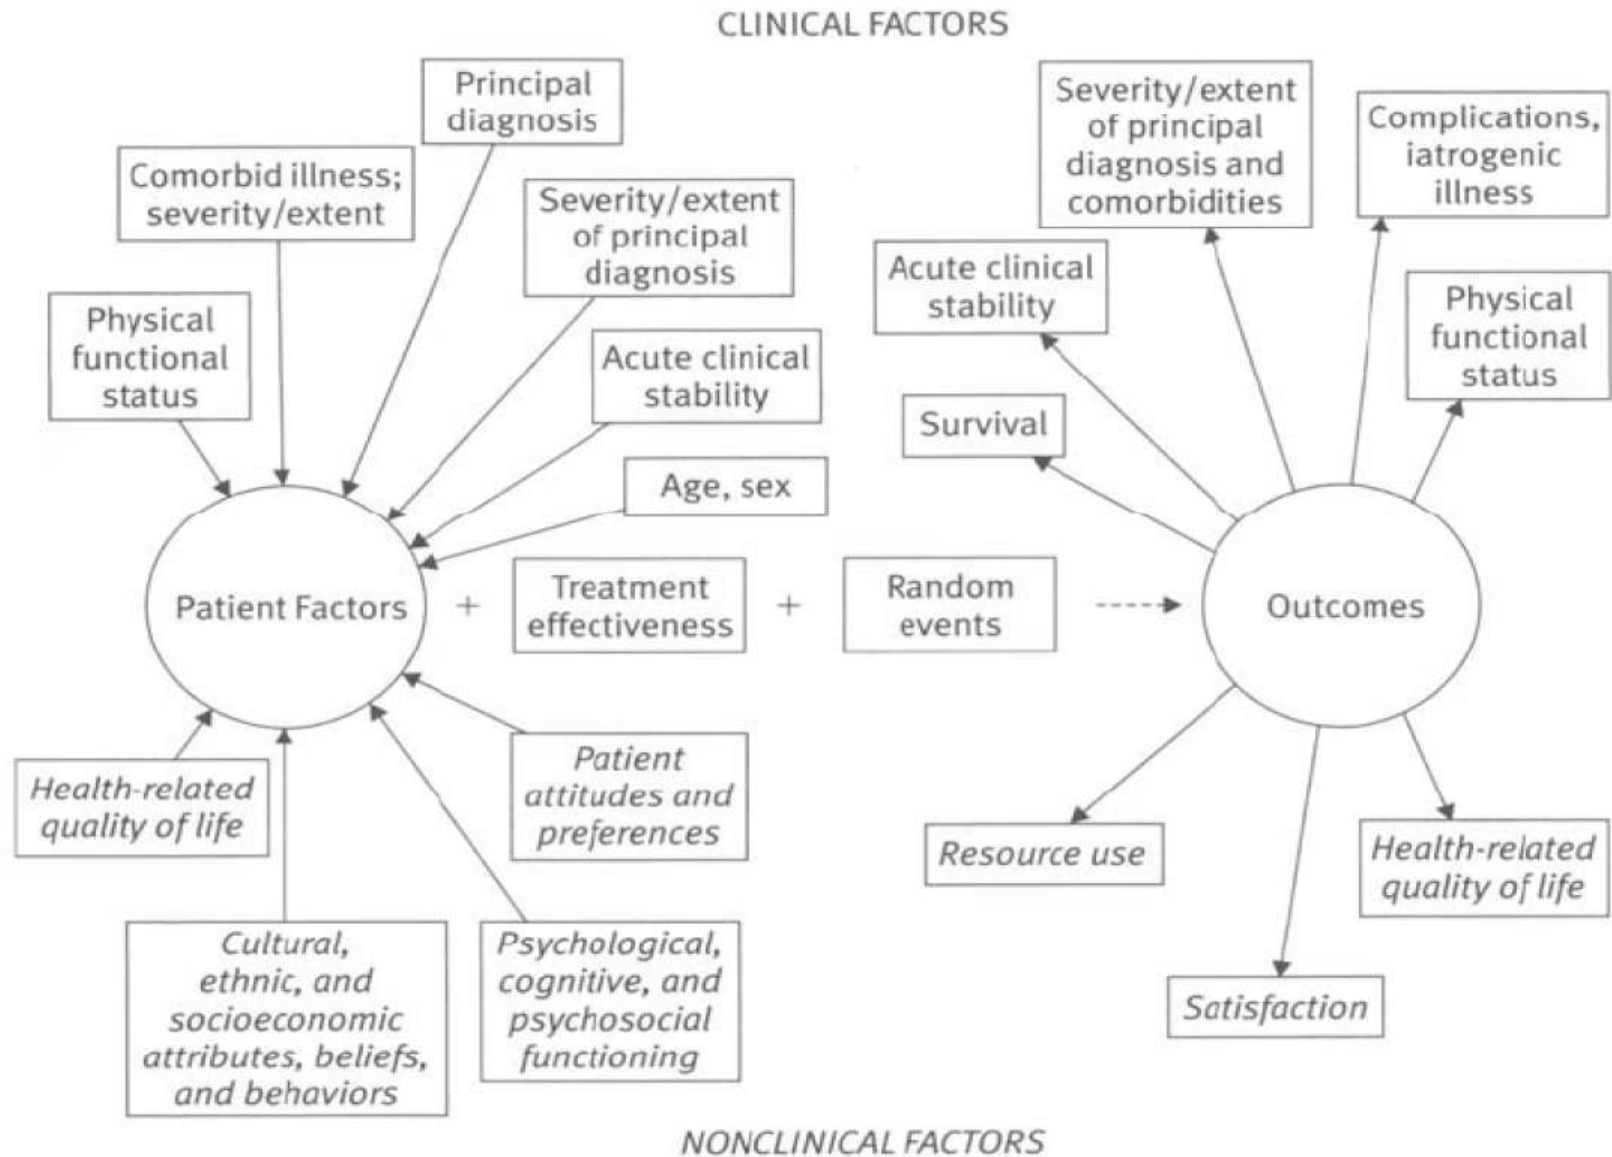 CLINICAL FACTORS
Principal
diagnosis
Comorbid illness;
severity/extent
Severity/extent
of principal
diagnosis
Physical
functional
status
Acute clinical
stability
Age, sex
Severity/extent
of principal
diagnosis and
comorbidities
Complications,
iatrogenic
illness
Acute clinical
stability
Physical
functional
status
Survival
Patient Factors
+
Treatment
effectiveness
+
Random
events
Outcomes
Health-related
quality of life
Patient
attitudes and
preferences
Cultural,
ethnic, and
socioeconomic
attributes, beliefs,
and behaviors
Psychological,
cognitive, and
psychosocial
functioning
Resource use
Health-related
quality of life
Satisfaction
NONCLINICAL FACTORS